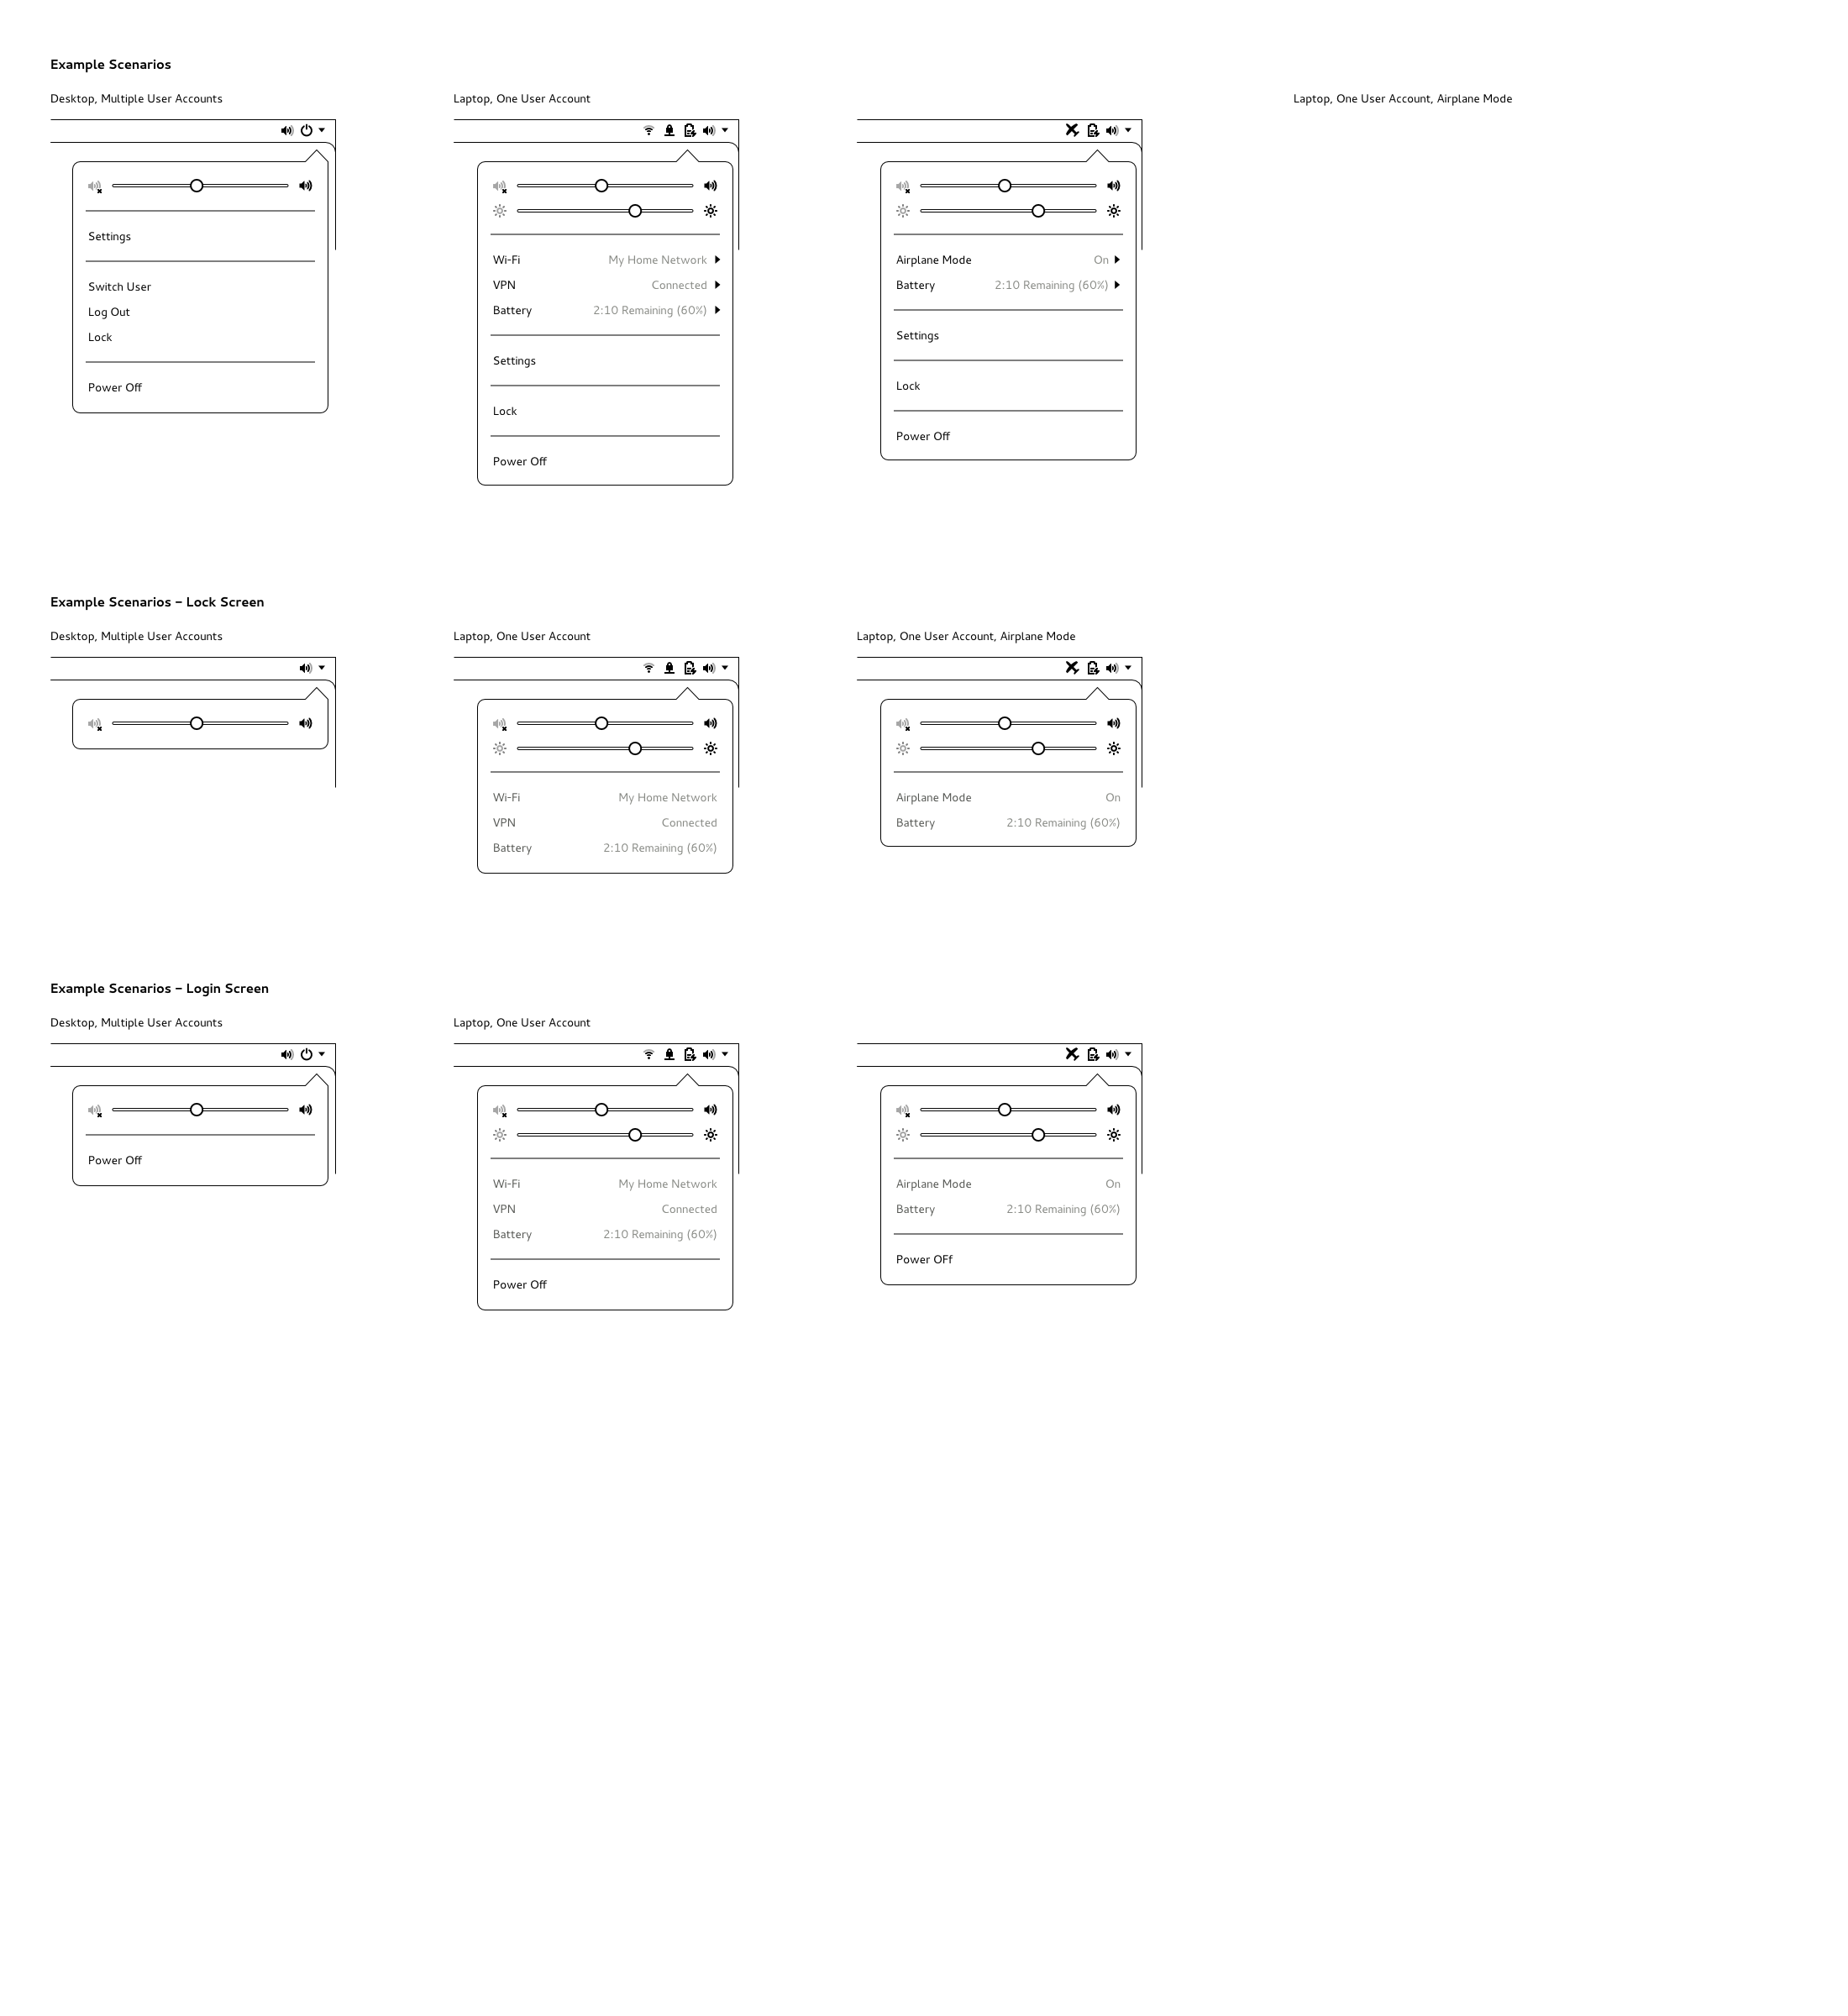 Example Scenarios
Desktop, Multiple User Accounts
Laptop, One User Account
Laptop, One User Account, Airplane Mode
Settings
Switch User
Log Out
Lock
Power Off
Wi-Fi My Home Network
VPN Connected
Battery 2:10 Remaining (60%)
Settings
Lock
Power Off
Airplane Mode On
Battery 2:10 Remaining (60%)
Settings
Lock
Power Off
Example Scenarios – Lock Screen
Desktop, Multiple User Accounts
Laptop, One User Account
Laptop, One User Account, Airplane Mode
Wi-Fi My Home Network
VPN Connected
Battery 2:10 Remaining (60%)
Airplane Mode On
Battery 2:10 Remaining (60%)
Example Scenarios – Login Screen
Desktop, Multiple User Accounts
Laptop, One User Account
Power Off
Wi-Fi My Home Network
VPN Connected
Battery 2:10 Remaining (60%)
Power Off
Airplane Mode On
Battery 2:10 Remaining (60%)
Power OFf